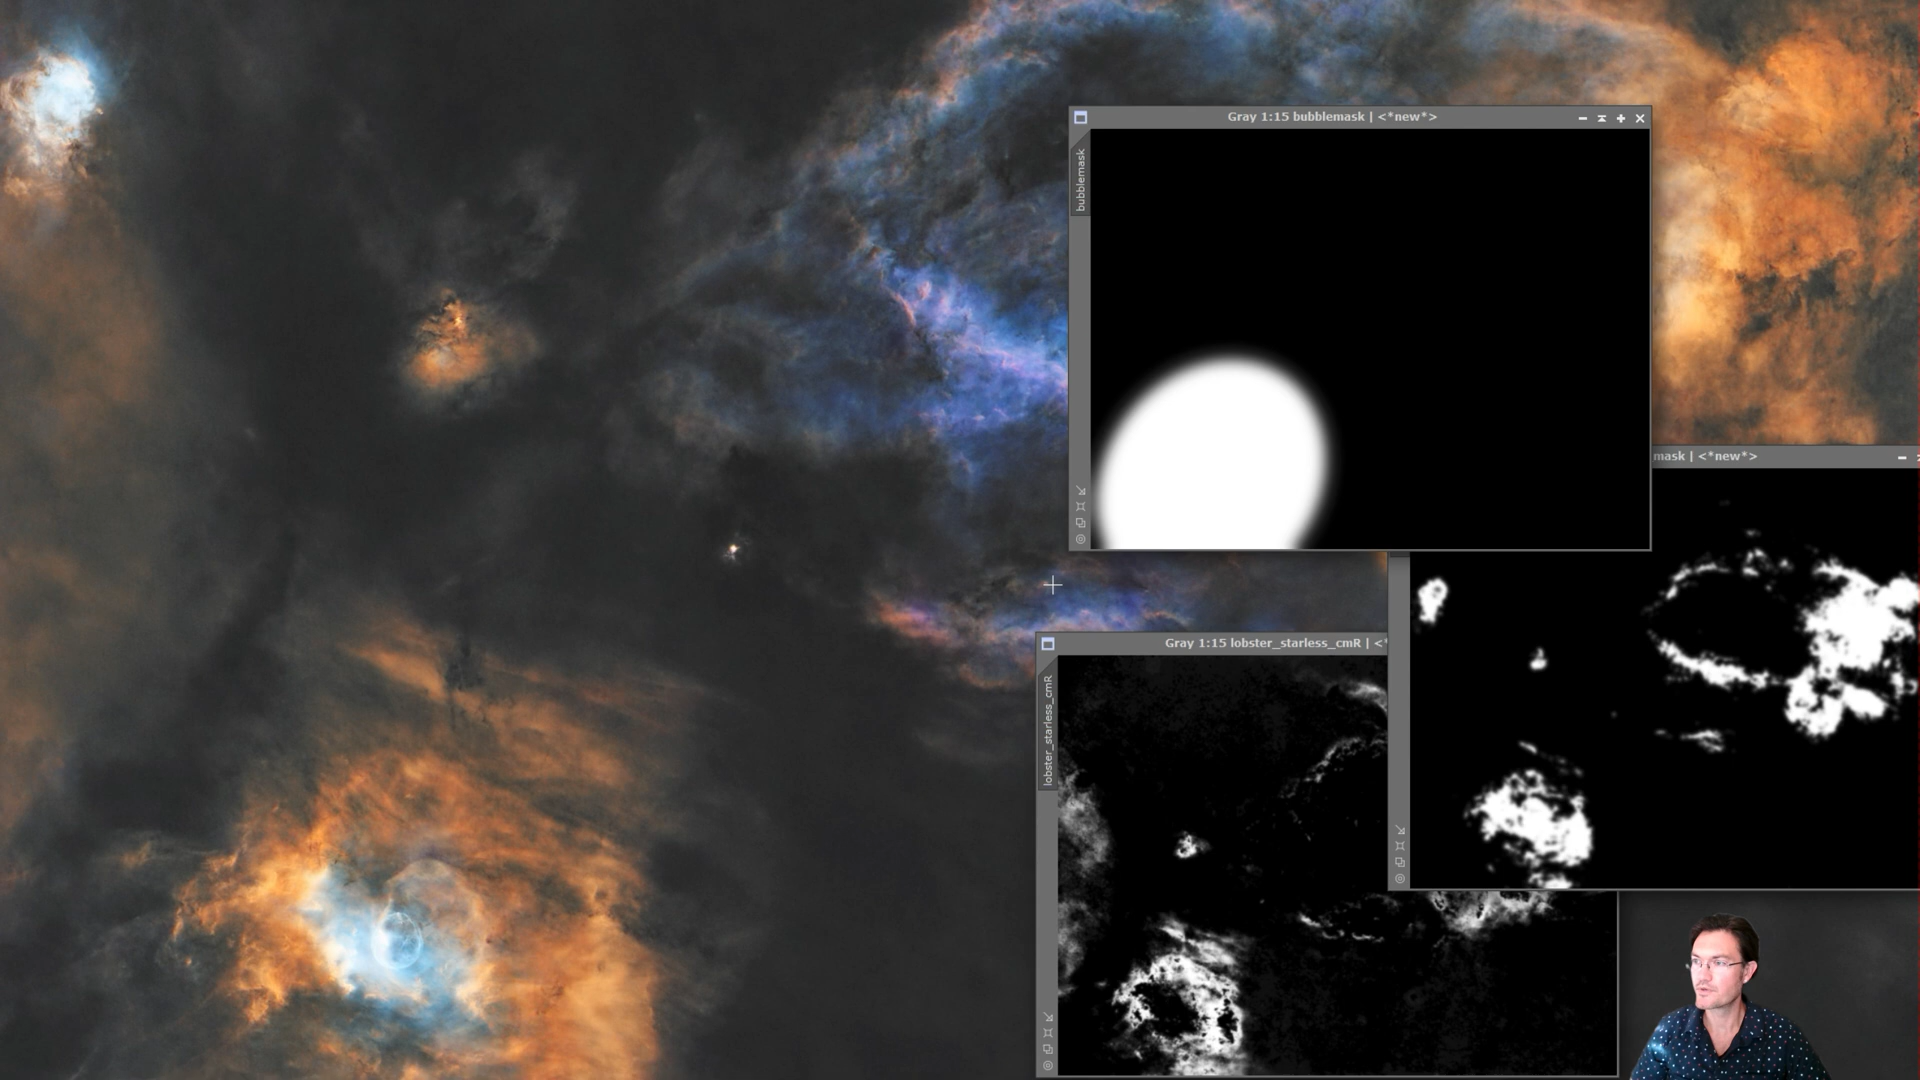 Gray 1:15 bubblemask | <*new*>
bubblemask
mask | <*new*>
Gray 1:15 lobster_starless_cmR | <*
lobster_starless_cmR